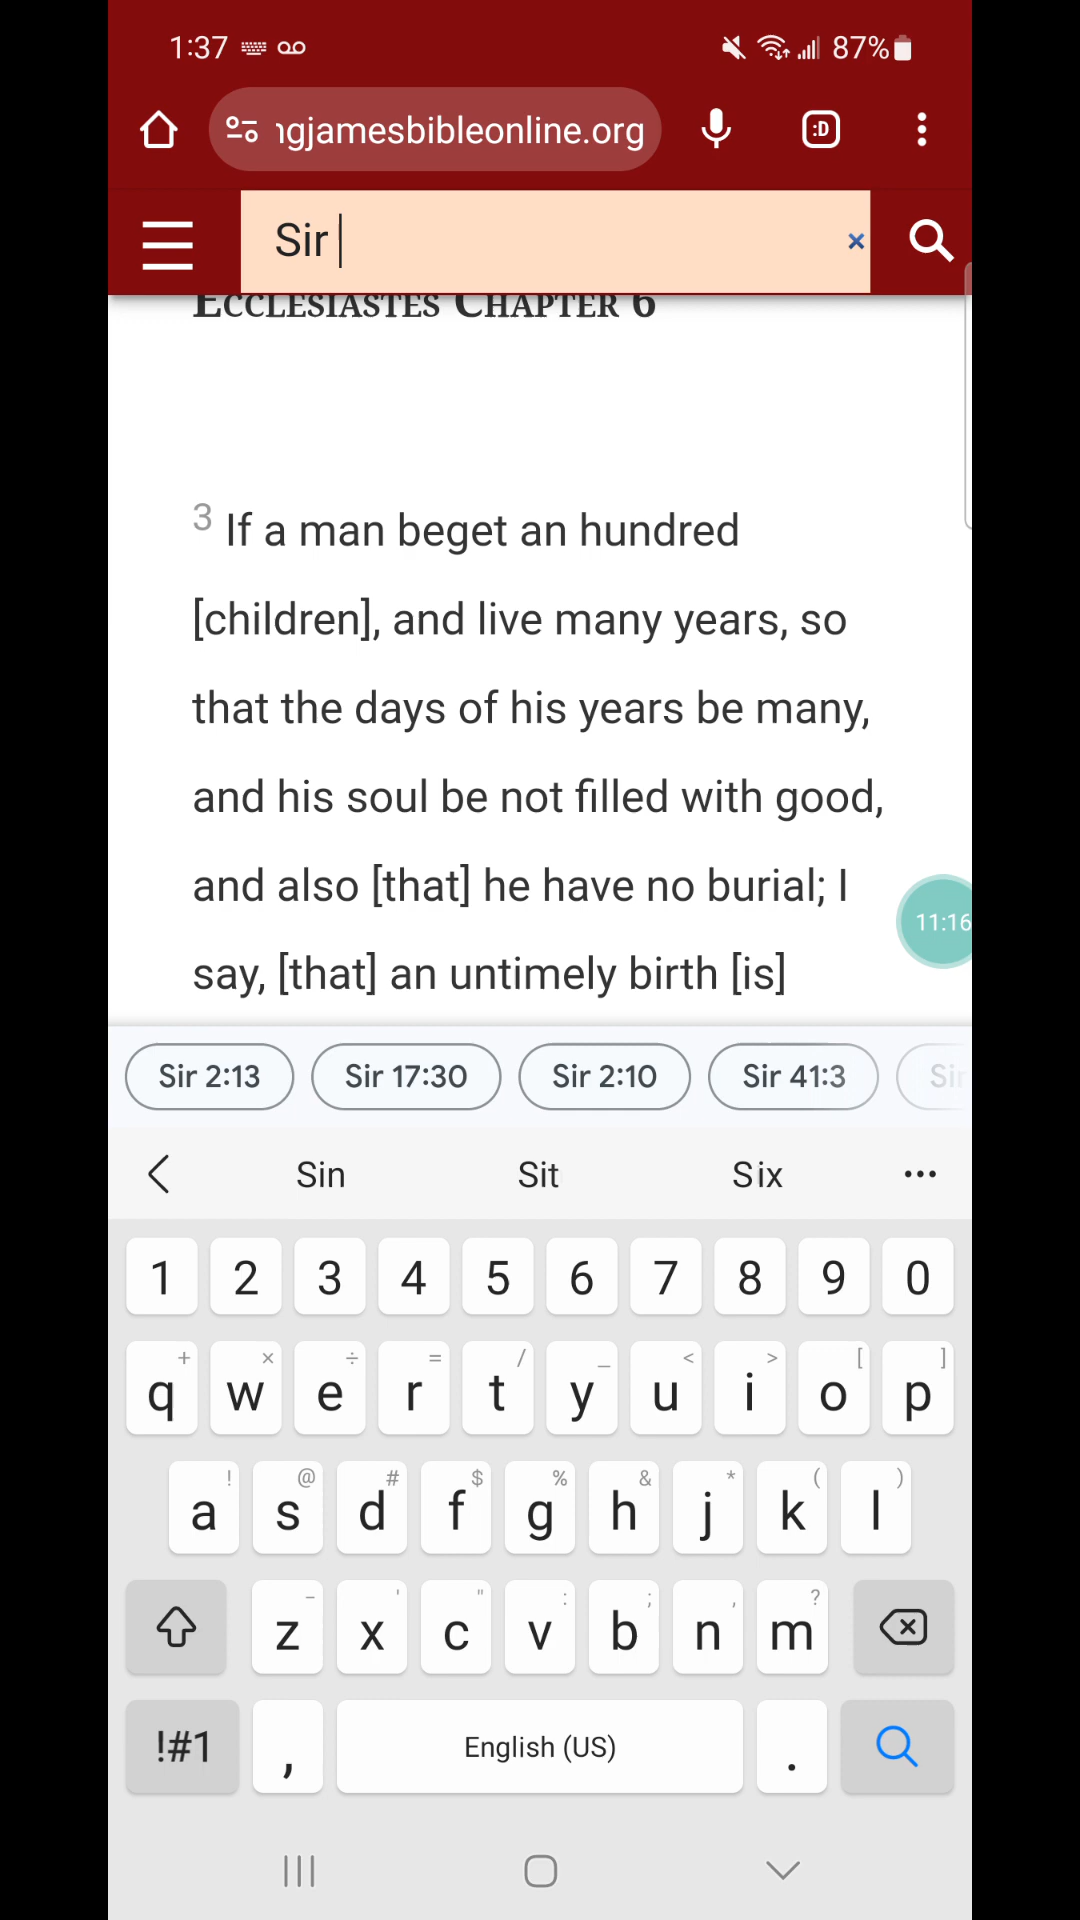 1:37
87%
ngjamesbibleonline.org
:D
Sir
×
ECCLESIASTES CHAPTER 6
3 If a man beget an hundred
[children], and live many years, so
that the days of his years be many,
and his soul be not filled with good,
and also [that] he have no burial; I
11:16
say, [that] an untimely birth [is]
Sir 2:13 Sir 17:30 Sir 2:10 Sir 41:3 Sir
Sin Sit Six ...
1 2 3 4 5 6 7 8 9 0
+ × ÷ = / _ < > [ ]
q w e r t y u i o p
! @ # $ % & * ( )
a s d f g h j k l
- ' " : ; , ?
z x c v b n m
!#1 , English (US) .